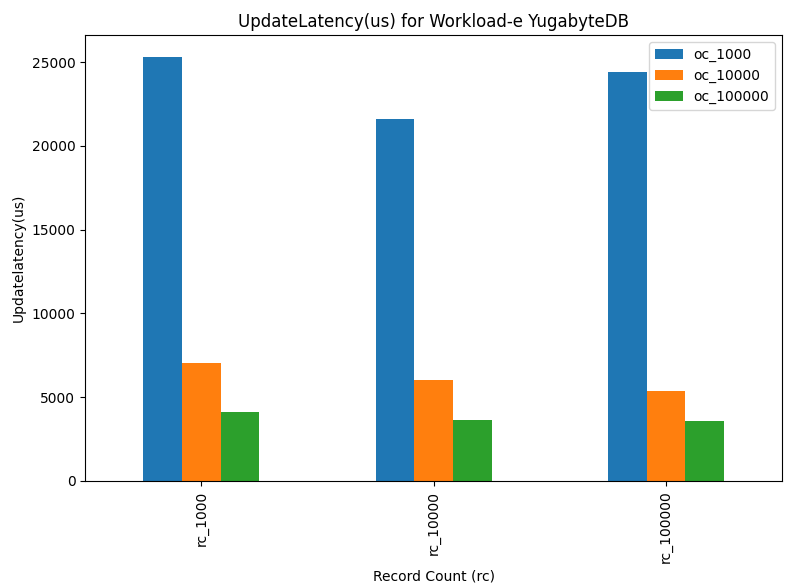 UpdateLatency(us) for Workload-e YugabyteDB
oc_1000
oc_10000
oc_100000
25000
20000
15000
10000
5000
0
Updatelatency(us)
rc_1000
rc_10000
rc_100000
Record Count (rc)